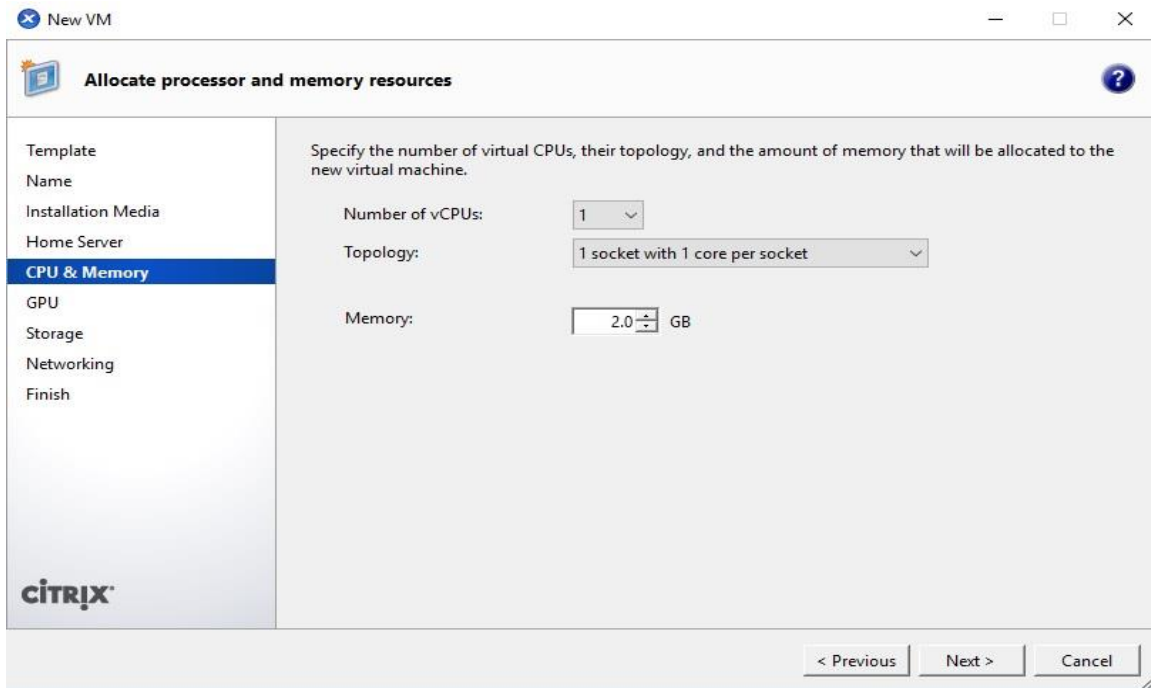 New VM
Allocate processor and memory resources
?
Template
Name
Installation Media
Home Server
CPU & Memory
GPU
Storage
Networking
Finish
CITRIX
Specify the number of virtual CPUs, their topology, and the amount of memory that will be allocated to the
new virtual machine.
Number of vCPUs: 1
Topology: 1 socket with 1 core per socket
Memory: 2.0 GB
< Previous Next > Cancel